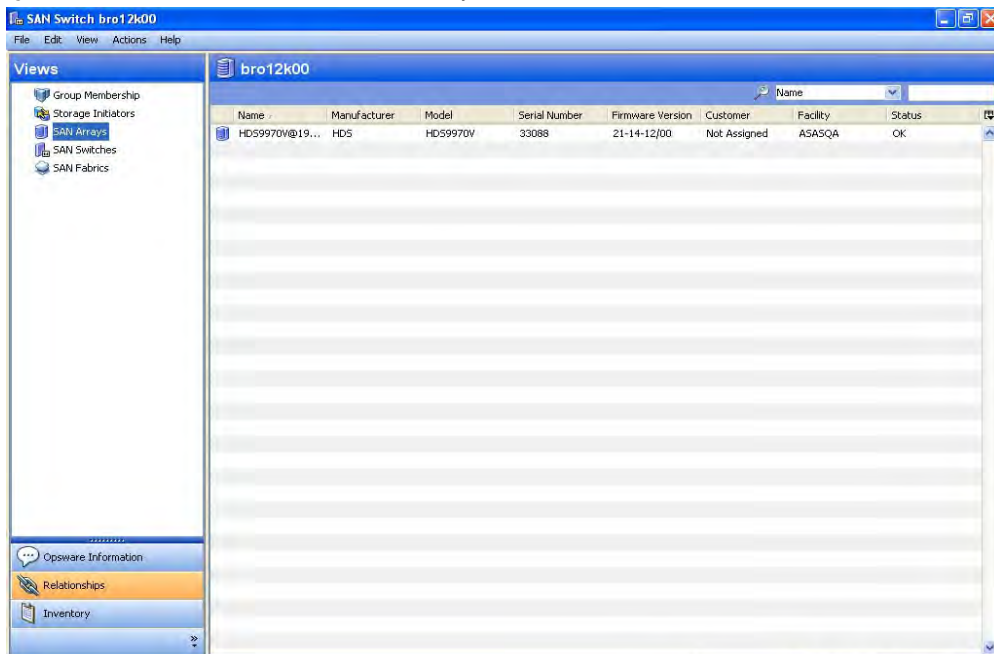 SAN Switch bro12k00
File Edit View Actions Help
Views
Group Membership
Storage Initiators
SAN Arrays
SAN Switches
SAN Fabrics
bro12k00
Name
Name Manufacturer Model Serial Number Firmware Version Customer Facility Status
HDS9970V@19... HDS HDS9970V 33088 21-14-12/00 Not Assigned ASASQA OK
Opsware Information
Relationships
Inventory